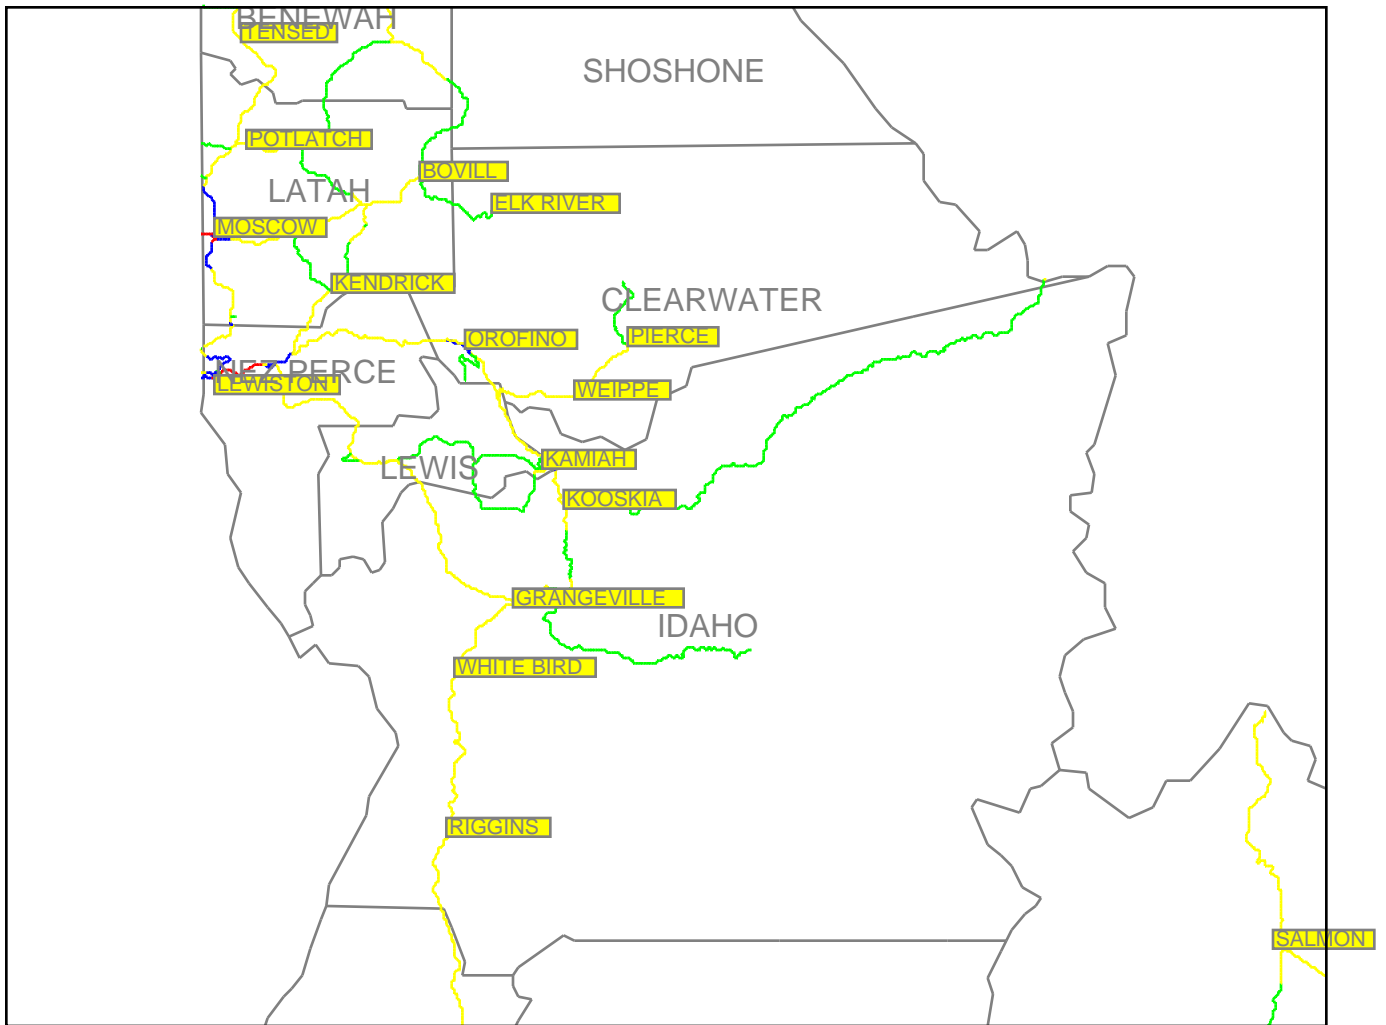 BENEWAH
TENSED
SHOSHONE
POTLATCH
BOVILL
LATAH
ELK RIVER
MOSCOW
KENDRICK
CLEARWATER
OROFINO
PIERCE
NEZ PERCE
LEWISTON
WEIPPE
KAMIAH
LEWIS
KOOSKIA
GRANGEVILLE
IDAHO
WHITE BIRD
RIGGINS
SALMON